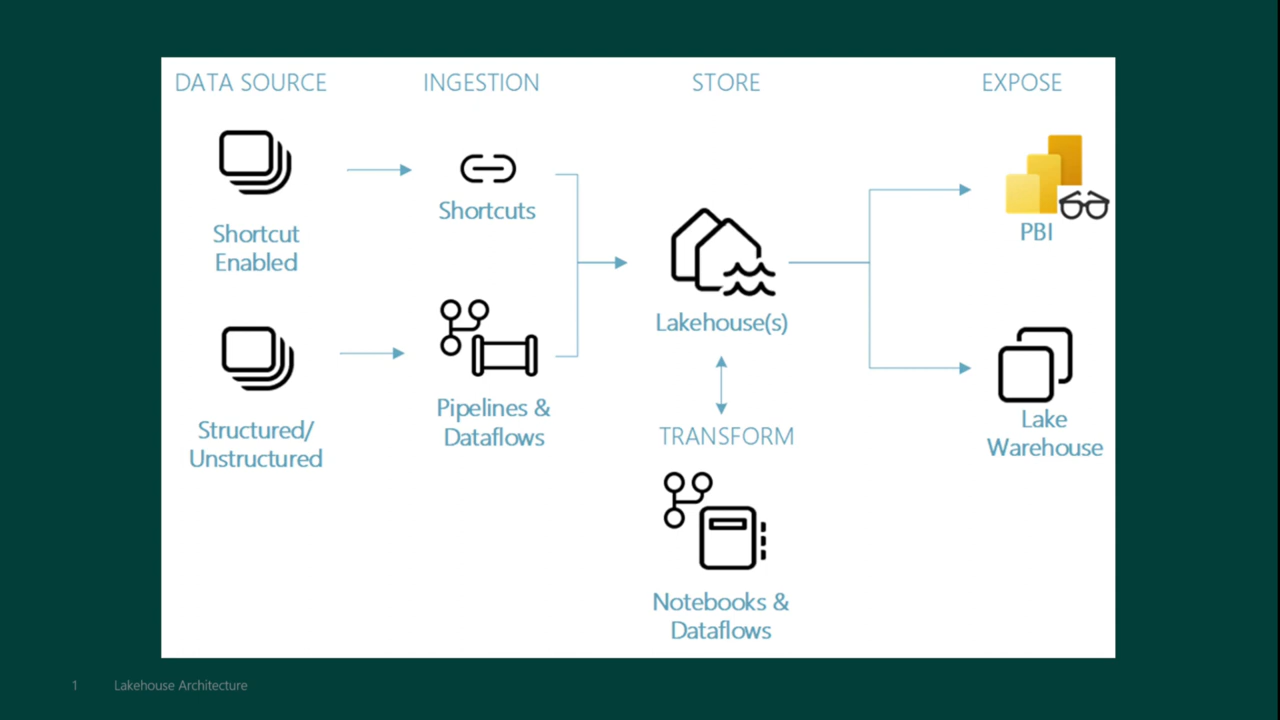 DATA SOURCE
INGESTION
STORE
EXPOSE
Shortcut
Enabled
Shortcuts
PBI
Lakehouse(s)
Structured/
Unstructured
Pipelines &
Dataflows
Lake
Warehouse
TRANSFORM
Notebooks &
Dataflows
1
Lakehouse Architecture